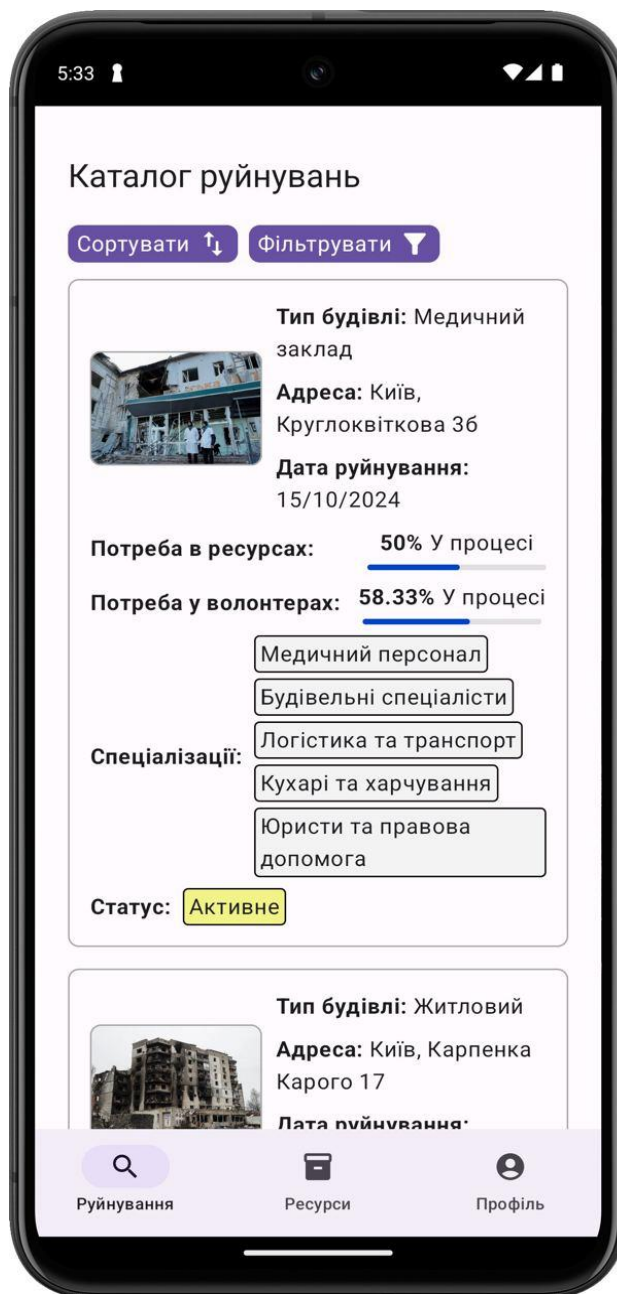 5:33
Каталог руйнувань
Сортувати
Фільтрувати
Тип будівлі: Медичний
заклад
Адреса: Київ,
Круглоквіткова 3б
Дата руйнування:
15/10/2024
Потреба в ресурсах:
50% У процесі
Потреба у волонтерах:
58.33% У процесі
Спеціалізації:
Медичний персонал
Будівельні спеціалісти
Логістика та транспорт
Кухарі та харчування
Юристи та правова
допомога
Статус: Активне
Тип будівлі: Житловий
Адреса: Київ, Карпенка
Карого 17
Дата руйнування:
Руйнування
Ресурси
Профіль